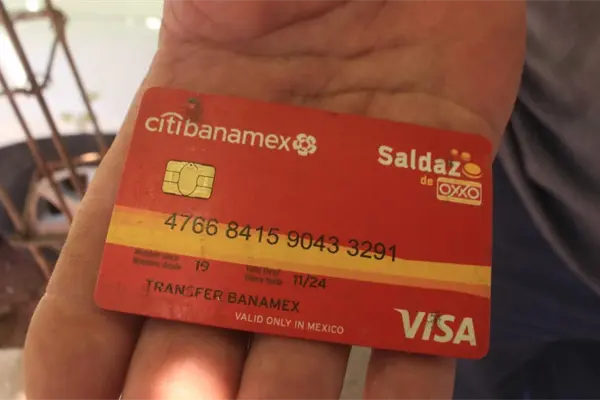 citibanamex
Saldazo
de OXXO
4766 8415 9043 3291
19 11/24
TRANSFER BANAMEX
VALID ONLY IN MEXICO
VISA